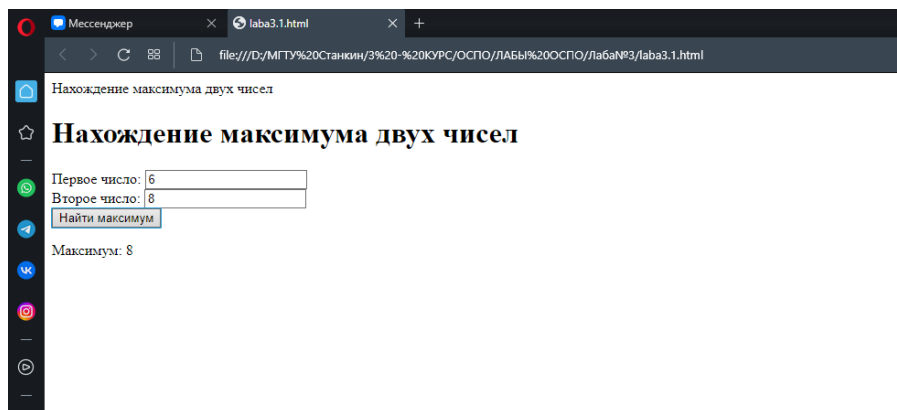 Мессенджер
laba3.1.html
file:///D:/МГТУ%20Станкин/3%20-%20КУРС/ОСПО/ЛАБЫ%20ОСПО/Лаба№3/laba3.1.html
Нахождение максимума двух чисел
Нахождение максимума двух чисел
Первое число: 6
Второе число: 8
Найти максимум
Максимум: 8